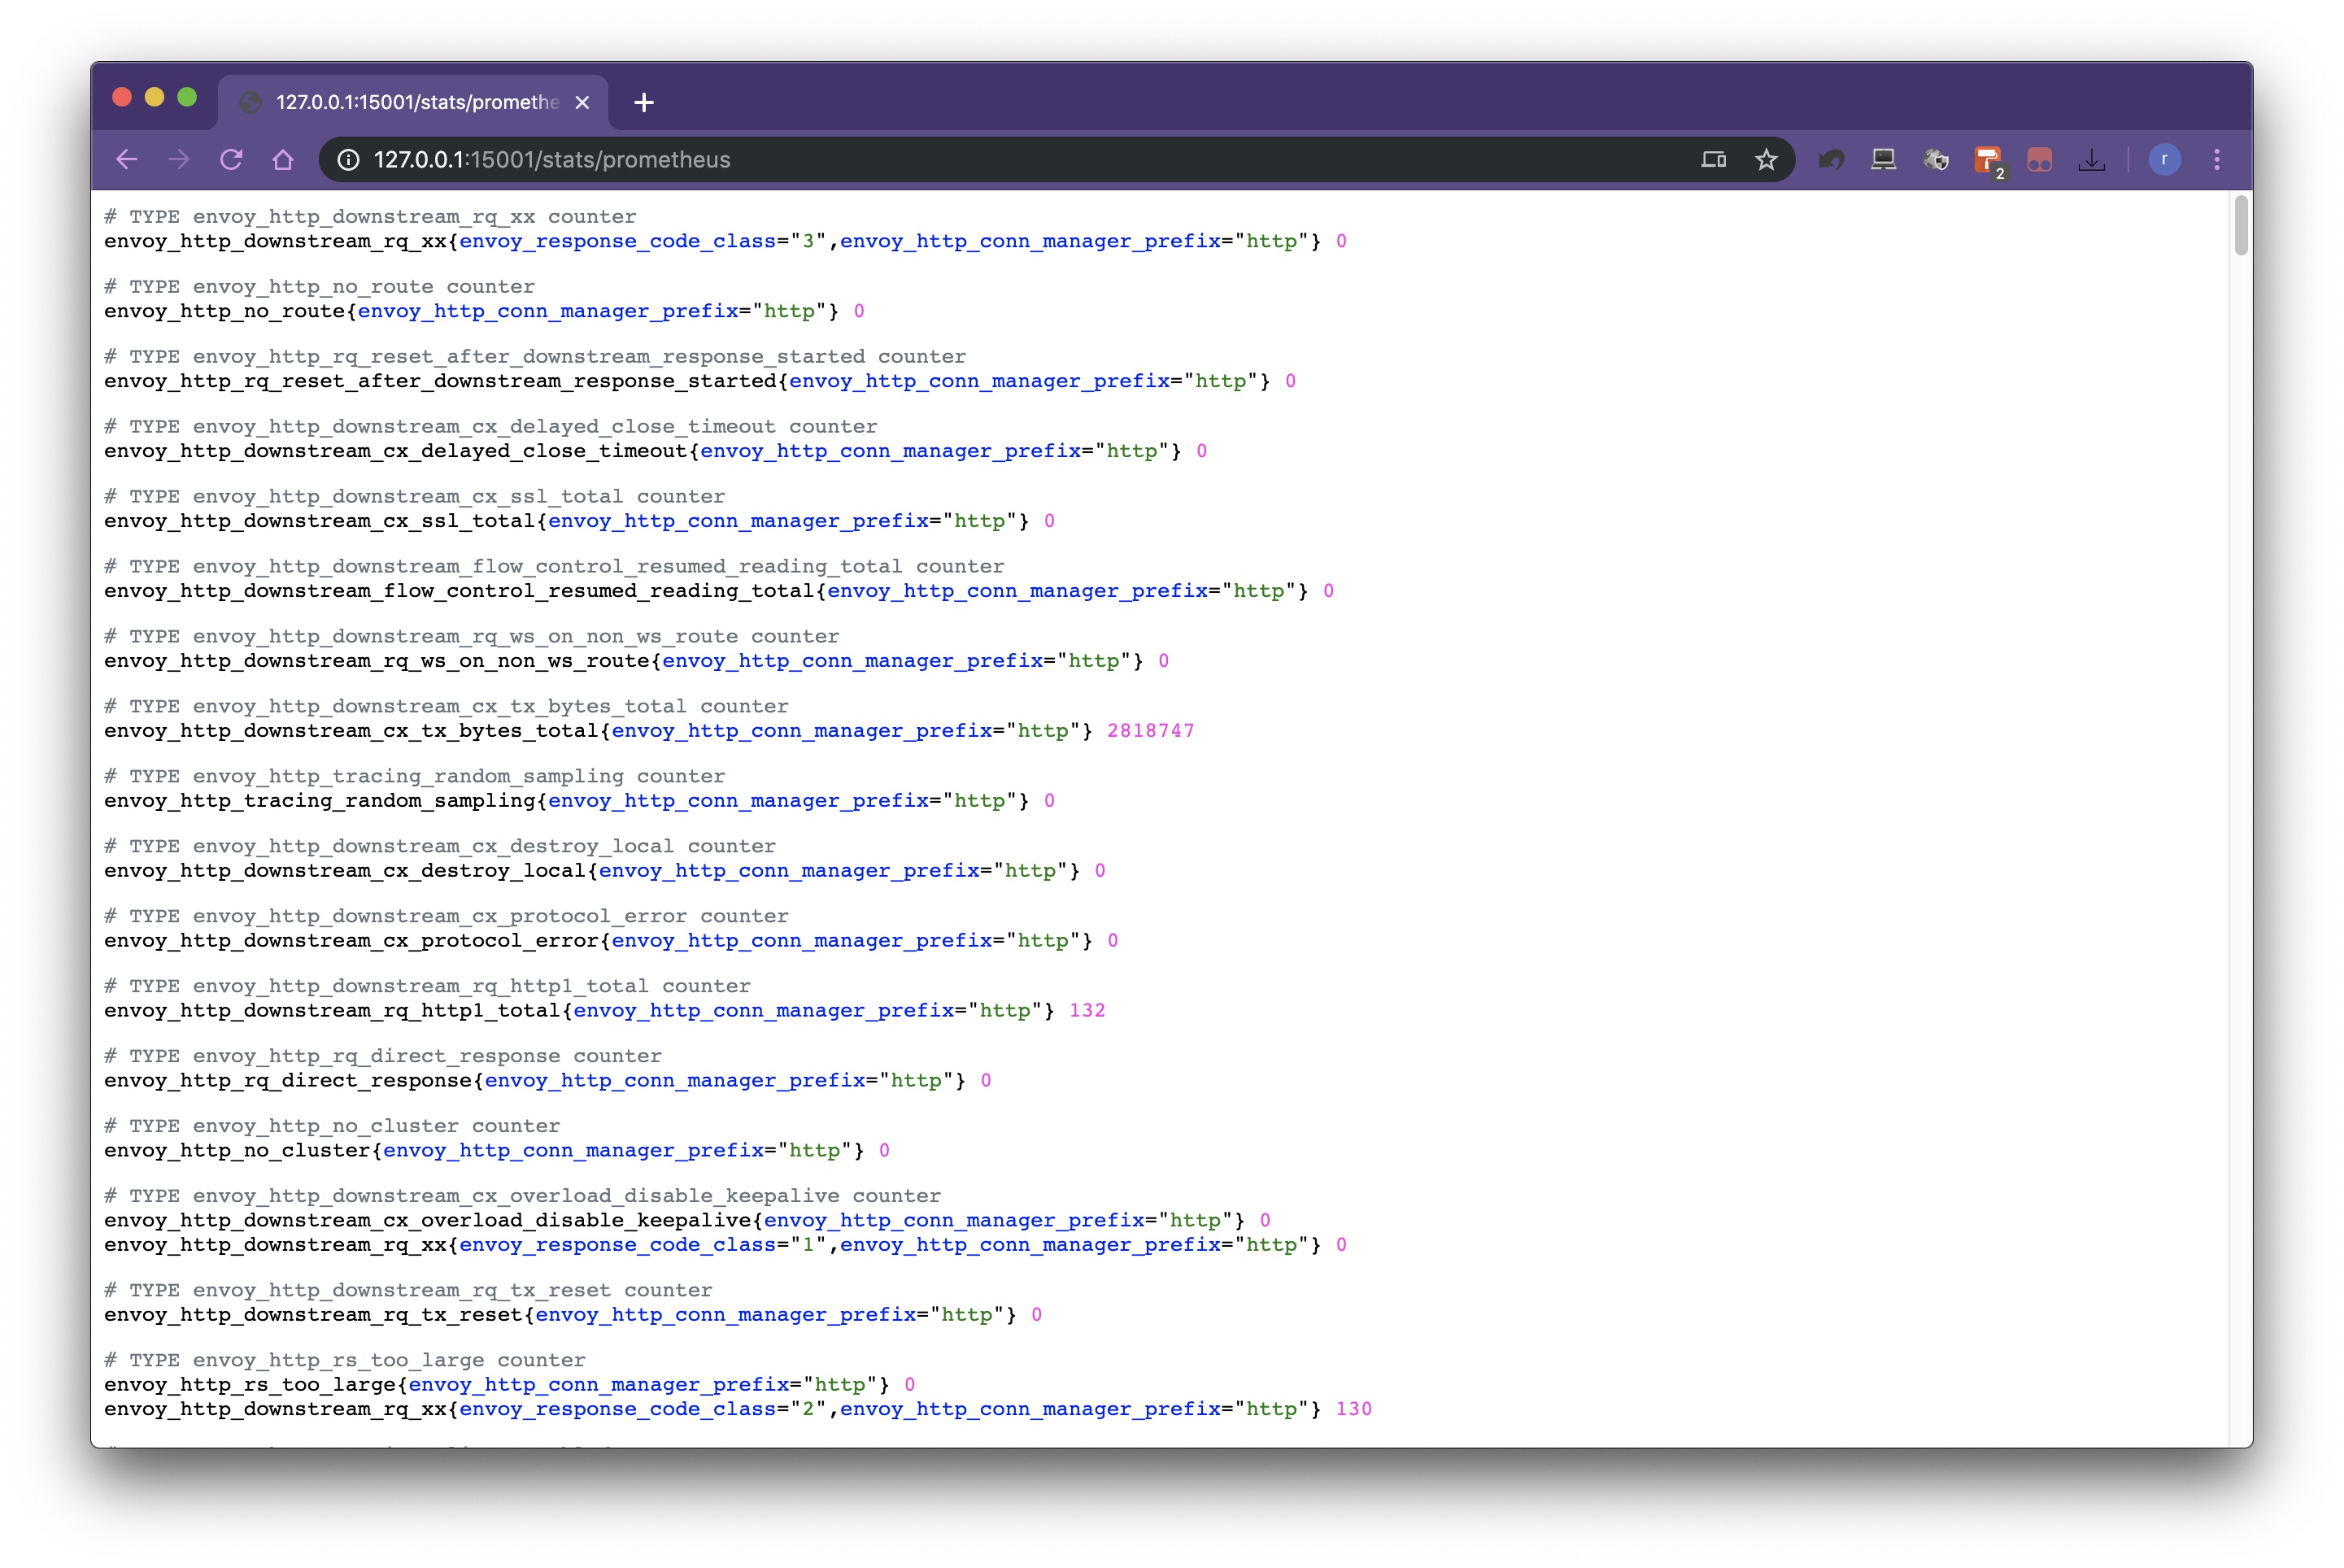 127.0.0.1:15001/stats/promethe
127.0.0.1:15001/stats/prometheus
2
r
# TYPE envoy_http_downstream_rq_xx counter
envoy_http_downstream_rq_xx{envoy_response_code_class="3",envoy_http_conn_manager_prefix="http"} 0
# TYPE envoy_http_no_route counter
envoy_http_no_route{envoy_http_conn_manager_prefix="http"} 0
# TYPE envoy_http_rq_reset_after_downstream_response_started counter
envoy_http_rq_reset_after_downstream_response_started{envoy_http_conn_manager_prefix="http"} 0
# TYPE envoy_http_downstream_cx_delayed_close_timeout counter
envoy_http_downstream_cx_delayed_close_timeout{envoy_http_conn_manager_prefix="http"} 0
# TYPE envoy_http_downstream_cx_ssl_total counter
envoy_http_downstream_cx_ssl_total{envoy_http_conn_manager_prefix="http"} 0
# TYPE envoy_http_downstream_flow_control_resumed_reading_total counter
envoy_http_downstream_flow_control_resumed_reading_total{envoy_http_conn_manager_prefix="http"} 0
# TYPE envoy_http_downstream_rq_ws_on_non_ws_route counter
envoy_http_downstream_rq_ws_on_non_ws_route{envoy_http_conn_manager_prefix="http"} 0
# TYPE envoy_http_downstream_cx_tx_bytes_total counter
envoy_http_downstream_cx_tx_bytes_total{envoy_http_conn_manager_prefix="http"} 2818747
# TYPE envoy_http_tracing_random_sampling counter
envoy_http_tracing_random_sampling{envoy_http_conn_manager_prefix="http"} 0
# TYPE envoy_http_downstream_cx_destroy_local counter
envoy_http_downstream_cx_destroy_local{envoy_http_conn_manager_prefix="http"} 0
# TYPE envoy_http_downstream_cx_protocol_error counter
envoy_http_downstream_cx_protocol_error{envoy_http_conn_manager_prefix="http"} 0
# TYPE envoy_http_downstream_rq_http1_total counter
envoy_http_downstream_rq_http1_total{envoy_http_conn_manager_prefix="http"} 132
# TYPE envoy_http_rq_direct_response counter
envoy_http_rq_direct_response{envoy_http_conn_manager_prefix="http"} 0
# TYPE envoy_http_no_cluster counter
envoy_http_no_cluster{envoy_http_conn_manager_prefix="http"} 0
# TYPE envoy_http_downstream_cx_overload_disable_keepalive counter
envoy_http_downstream_cx_overload_disable_keepalive{envoy_http_conn_manager_prefix="http"} 0
envoy_http_downstream_rq_xx{envoy_response_code_class="1",envoy_http_conn_manager_prefix="http"} 0
# TYPE envoy_http_downstream_rq_tx_reset counter
envoy_http_downstream_rq_tx_reset{envoy_http_conn_manager_prefix="http"} 0
# TYPE envoy_http_rs_too_large counter
envoy_http_rs_too_large{envoy_http_conn_manager_prefix="http"} 0
envoy_http_downstream_rq_xx{envoy_response_code_class="2",envoy_http_conn_manager_prefix="http"} 130